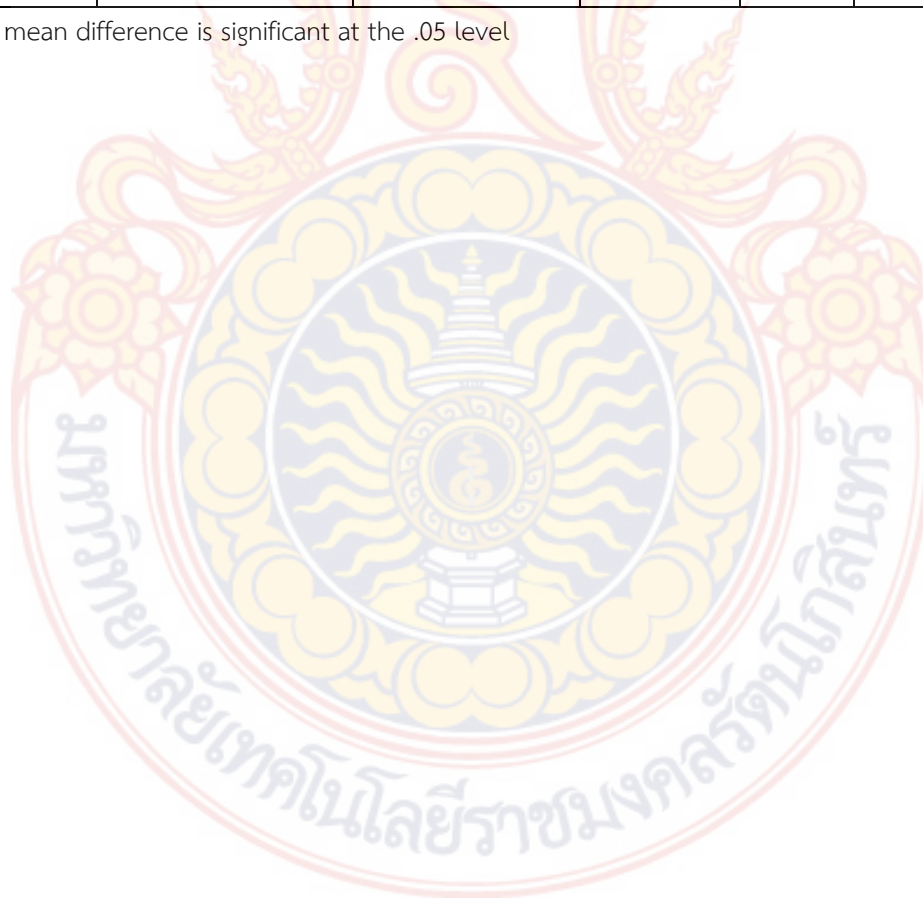 mean difference is significant at the .05 level
มหาวิทยาลัยเทคโนโลยีราชมงคลรัตนโกสินทร์